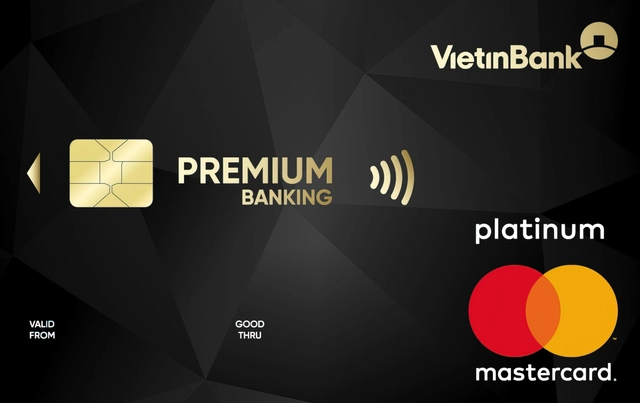 VietinBank
PREMIUM
BANKING
platinum
VALID
FROM
GOOD
THRU
mastercard.